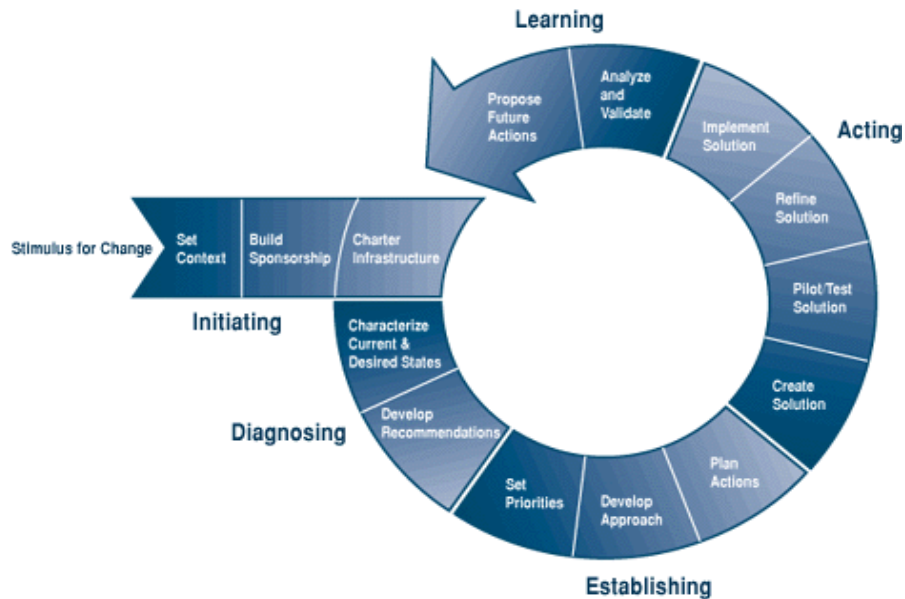 Learning
Analyze
and
Validate
Propose
Future
Actions
Implement
Solution
Acting
Refine
Solution
Stimulus for Change
Set
Context
Build
Sponsorship
Charter
Infrastructure
Pilot/Test
Solution
Initiating
Characterize
Current &
Desired States
Create
Solution
Diagnosing
Develop
Recommendations
Set
Priorities
Develop
Approach
Plan
Actions
Establishing